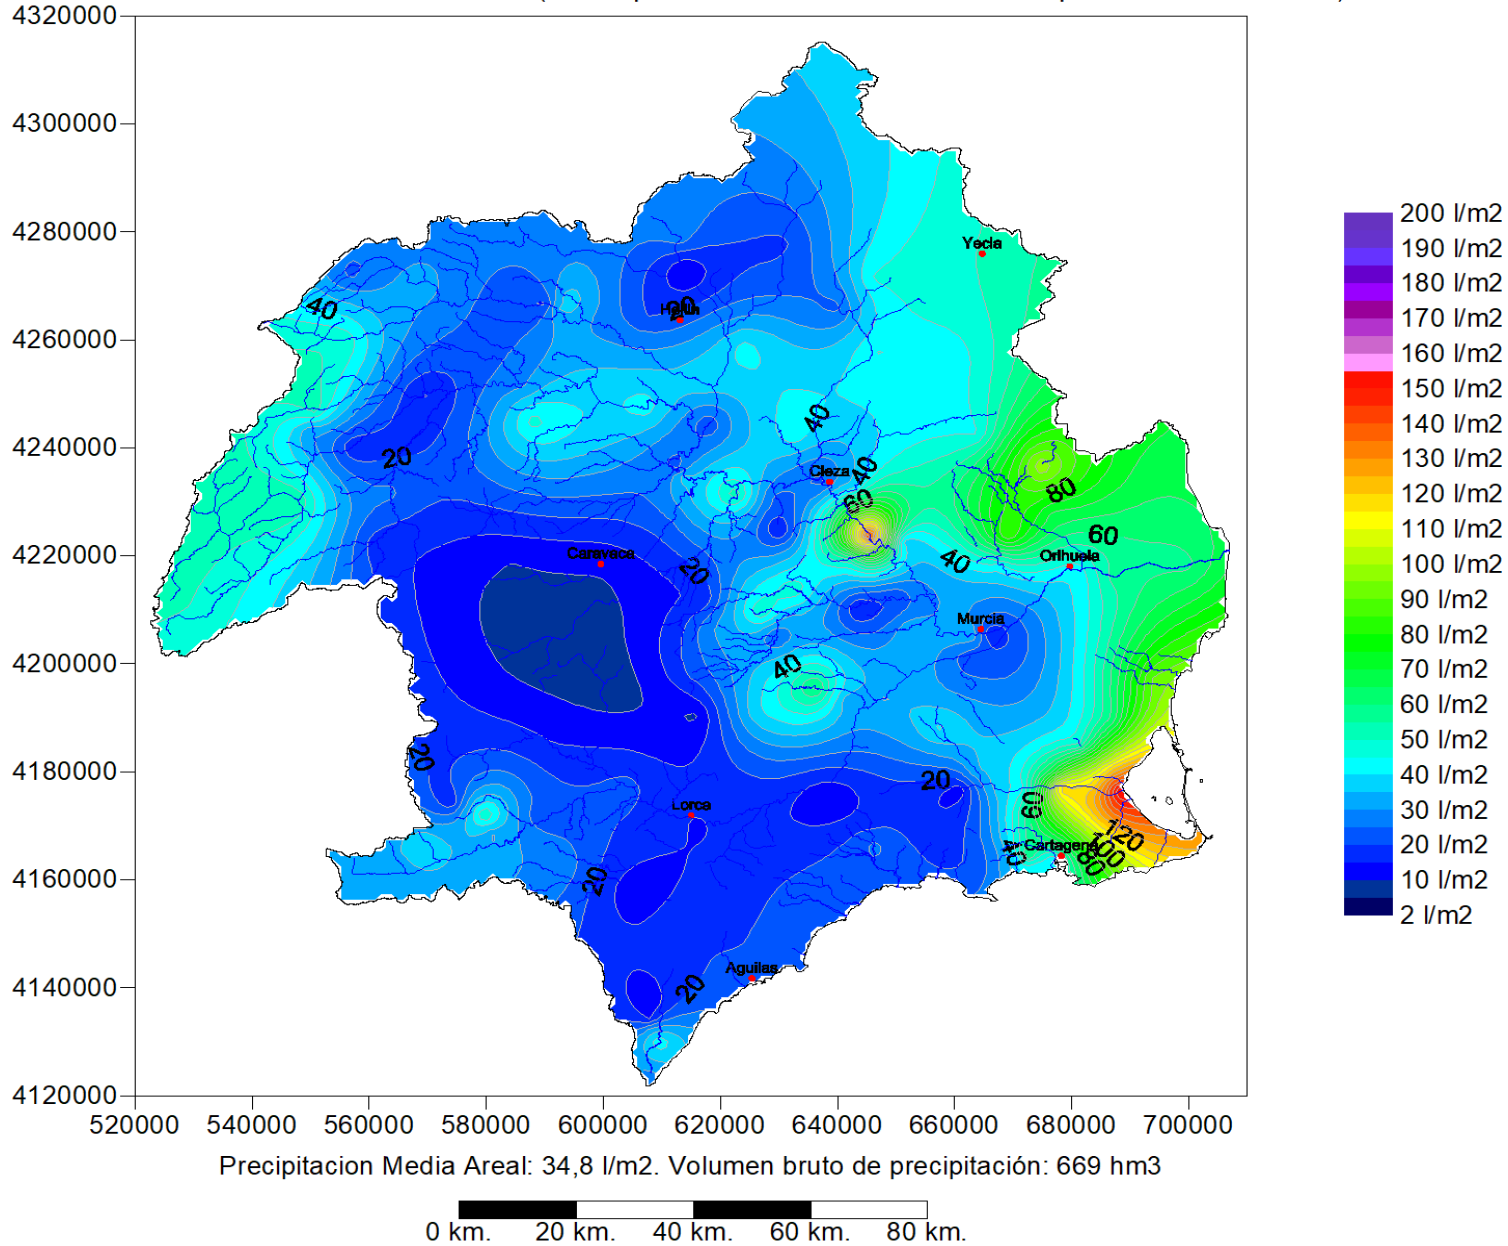 4320000
4300000
4280000
4260000
4240000
4220000
4200000
4180000
4160000
4140000
4120000
520000 540000 560000 580000 600000 620000 640000 660000 680000 700000
Yecla
40
20
40
20
Cieza
40
60
80
60
Caravaca
20
40
Orihuela
Murcia
40
20
20
Lorca
60
120
100
80
40
Cartagena
20
Aguilas
20
200 l/m2
190 l/m2
180 l/m2
170 l/m2
160 l/m2
150 l/m2
140 l/m2
130 l/m2
120 l/m2
110 l/m2
100 l/m2
90 l/m2
80 l/m2
70 l/m2
60 l/m2
50 l/m2
40 l/m2
30 l/m2
20 l/m2
10 l/m2
2 l/m2
Precipitacion Media Areal: 34,8 l/m2. Volumen bruto de precipitación: 669 hm3
0 km. 20 km. 40 km. 60 km. 80 km.